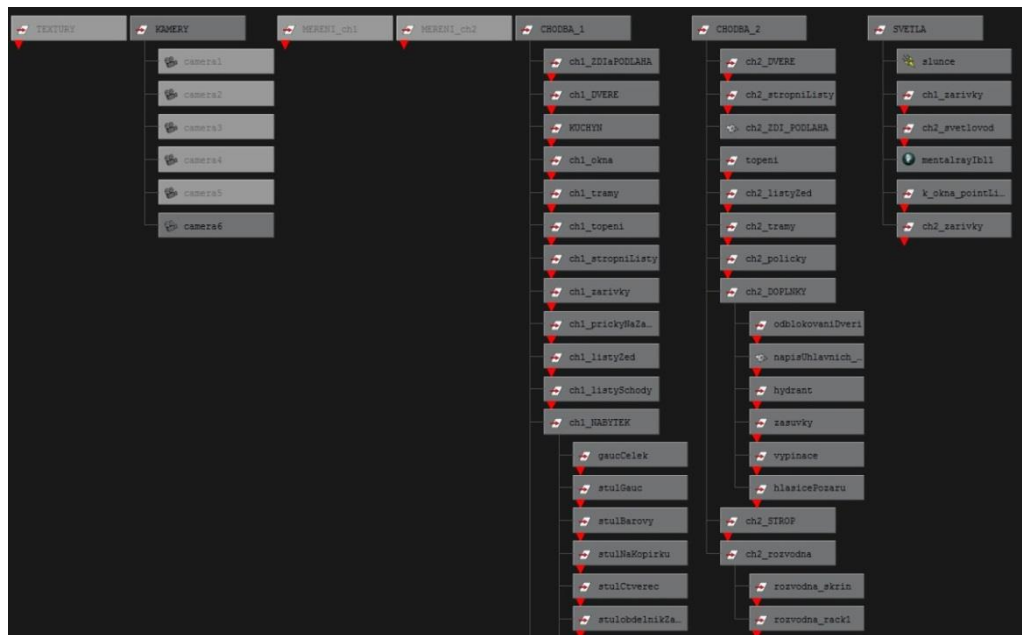 TEXTURY
KAMERY
camera1
camera2
camera3
camera4
camera5
camera6
MERENI_ch1
MERENI_ch2
CHODBA_1
ch1_ZDIaPODLAHA
ch1_DVERE
KUCHYN
ch1_okna
ch1_tramy
ch1_topeni
ch1_stropniListy
ch1_zarivky
ch1_prickyNaZa...
ch1_listyZed
ch1_listySchody
ch1_NABYTEK
gaucCelek
stulGauc
stulBarovy
stulNaKopirku
stulCtverec
stulobdelnikZa...
CHODBA_2
ch2_DVERE
ch2_stropniListy
ch2_ZDI_PODLAHA
topeni
ch2_listyZed
ch2_tramy
ch2_policky
ch2_DOPLNKY
odblokovaniDveri
napisUhlavnich_...
hydrant
zasuvky
vypinace
hlasicePozaru
ch2_STROP
ch2_rozvodna
rozvodna_skrin
rozvodna_rack1
SVETLA
slunce
ch1_zarivky
ch2_svetlovod
mentalrayIbl1
k_okna_pointLi...
ch2_zarivky